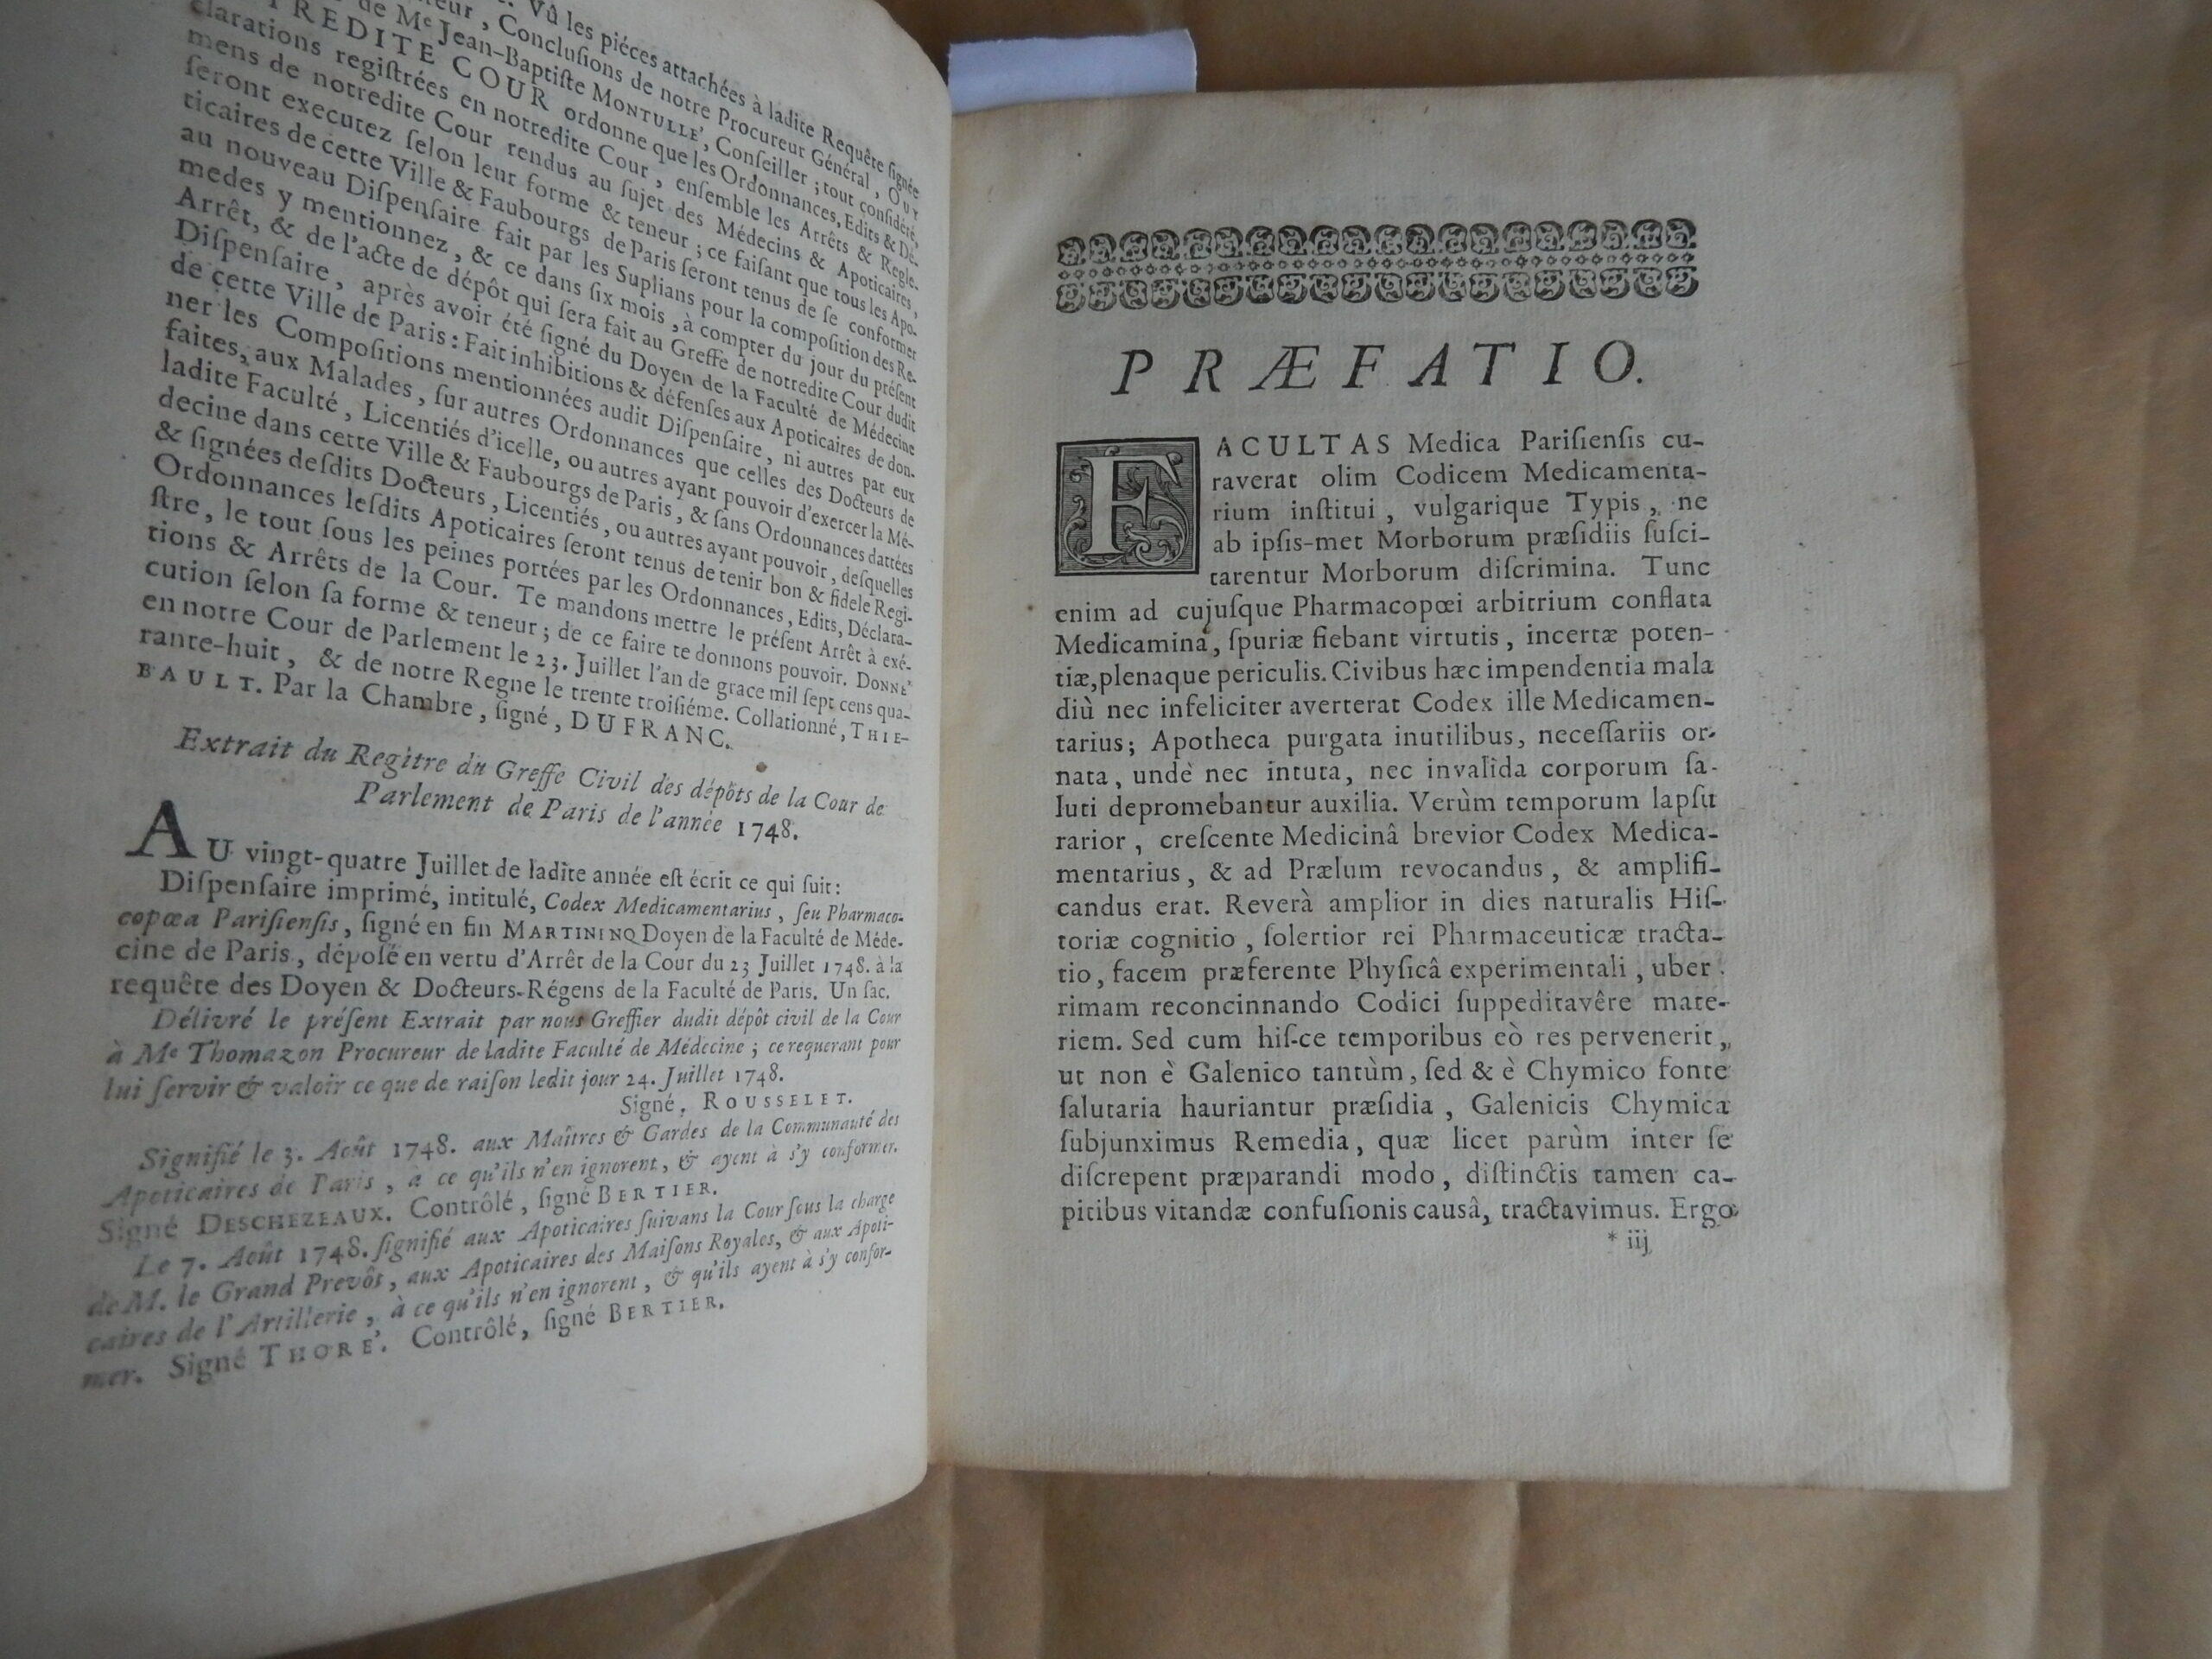 Vû les piéces attachées à ladite Requête signée
Conclusions de notre Procureur Général, OUY
de Me Jean-Baptiste MONTULLE', Conseiller ; tout consideré,
TREDITE COUR ordonne que les Ordonnances, Edits & Dé-
clarations registrées en notredite Cour, ensemble les Arrêts & Regle-
mens de notredite Cour rendus au sujet des Médecins & Apoticaires,
seront executez selon leur forme & teneur ; ce faisant que tous les Apo-
ticaires de cette Ville & Faubourgs de Paris seront tenus de se conformer
au nouveau Dispensaire fait par les Suplians pour la composition des Re-
medes y mentionnez, & ce dans six mois, à compter du jour du présent
Arrêt, & de l'acte de dépôt qui sera fait au Greffe de notredite Cour dudit
Dispensaire, après avoir été signé du Doyen de la Faculté de Médecine
de cette Ville de Paris : Fait inhibitions & défenses aux Apoticaires de don-
ner les Compositions mentionnées audit Dispensaire, ni autres par eux
faites, aux Malades, sur autres Ordonnances que celles des Docteurs de
ladite Faculté, Licentiés d'icelle, ou autres ayant pouvoir d'exercer la Mé-
decine dans cette Ville & Faubourgs de Paris, & sans Ordonnances dattées
& signées desdits Docteurs, Licentiés, ou autres ayant pouvoir, desquelles
Ordonnances lesdits Apoticaires seront tenus de tenir bon & fidele Regi-
stre, le tout sous les peines portées par les Ordonnances, Edits, Déclara-
tions & Arrêts de la Cour. Te mandons mettre le présent Arrêt à exé-
cution selon sa forme & teneur ; de ce faire te donnons pouvoir. DONNE'
en notre Cour de Parlement le 23. Juillet l'an de grace mil sept cens qua-
rante-huit, & de notre Regne le trente troisiéme. Collationné, THIE-
BAULT. Par la Chambre, signé, DUFRANC.
Extrait du Regitre du Greffe Civil des dépôts de la Cour de
Parlement de Paris de l'année 1748.
AU vingt-quatre Juillet de ladite année est écrit ce qui suit :
Dispensaire imprimé, intitulé, Codex Medicamentarius, seu Pharmaco-
copœa Parisiensis, signé en fin MARTININQ Doyen de la Faculté de Méde-
cine de Paris, déposé en vertu d'Arrêt de la Cour du 23 Juillet 1748. à la
requête des Doyen & Docteurs-Régens de la Faculté de Paris. Un sac.
Délivré le présent Extrait par nous Greffier dudit dépôt civil de la Cour
à Me Thomazon Procureur de ladite Faculté de Médecine ; ce requerant pour
lui servir & valoir ce que de raison ledit jour 24. Juillet 1748.
Signé, ROUSSELET.
Signifié le 3. Août 1748. aux Maîtres & Gardes de la Communauté des
Apoticaires de Paris, à ce qu'ils n'en ignorent, & ayent à s'y conformer.
Signé DESCHEZEAUX. Contrôlé, signé BERTIER.
Le 7. Août 1748. signifié aux Apoticaires suivans la Cour sous la charge
de M. le Grand Prevôt, aux Apoticaires des Maisons Royales, & aux Apoti-
caires de l'Artillerie, à ce qu'ils n'en ignorent, & qu'ils ayent à s'y confor-
mer. Signé THORE'. Contrôlé, signé BERTIER.
PRÆFATIO.
FACULTAS Medica Parisiensis cu-
raverat olim Codicem Medicamenta-
rium institui, vulgarique Typis, ne
ab ipsis-met Morborum præsidiis susci-
tarentur Morborum discrimina. Tunc
enim ad cujusque Pharmacopœi arbitrium conflata
Medicamina, spuriæ fiebant virtutis, incertæ poten-
tiæ, plenaque periculis. Civibus hæc impendentia mala
diù nec infeliciter averterat Codex ille Medicamen-
tarius ; Apotheca purgata inutilibus, necessariis or-
nata, undè nec intuta, nec invalida corporum sa-
luti depromebantur auxilia. Verùm temporum lapsu
rarior, crescente Medicinâ brevior Codex Medica-
mentarius, & ad Prælum revocandus, & amplifi-
candus erat. Reverà amplior in dies naturalis His-
toriæ cognitio, solertior rei Pharmaceuticæ tracta-
tio, facem præferente Physicâ experimentali, uber
rimam reconcinnando Codici suppeditavêre mate-
riem. Sed cum his-ce temporibus eò res pervenerit,
ut non è Galenico tantùm, sed & è Chymico fonte
salutaria hauriantur præsidia, Galenicis Chymica
subjunximus Remedia, quæ licet parùm inter se
discrepent præparandi modo, distinctis tamen ca-
pitibus vitandæ confusionis causâ, tractavimus. Ergo
* iij